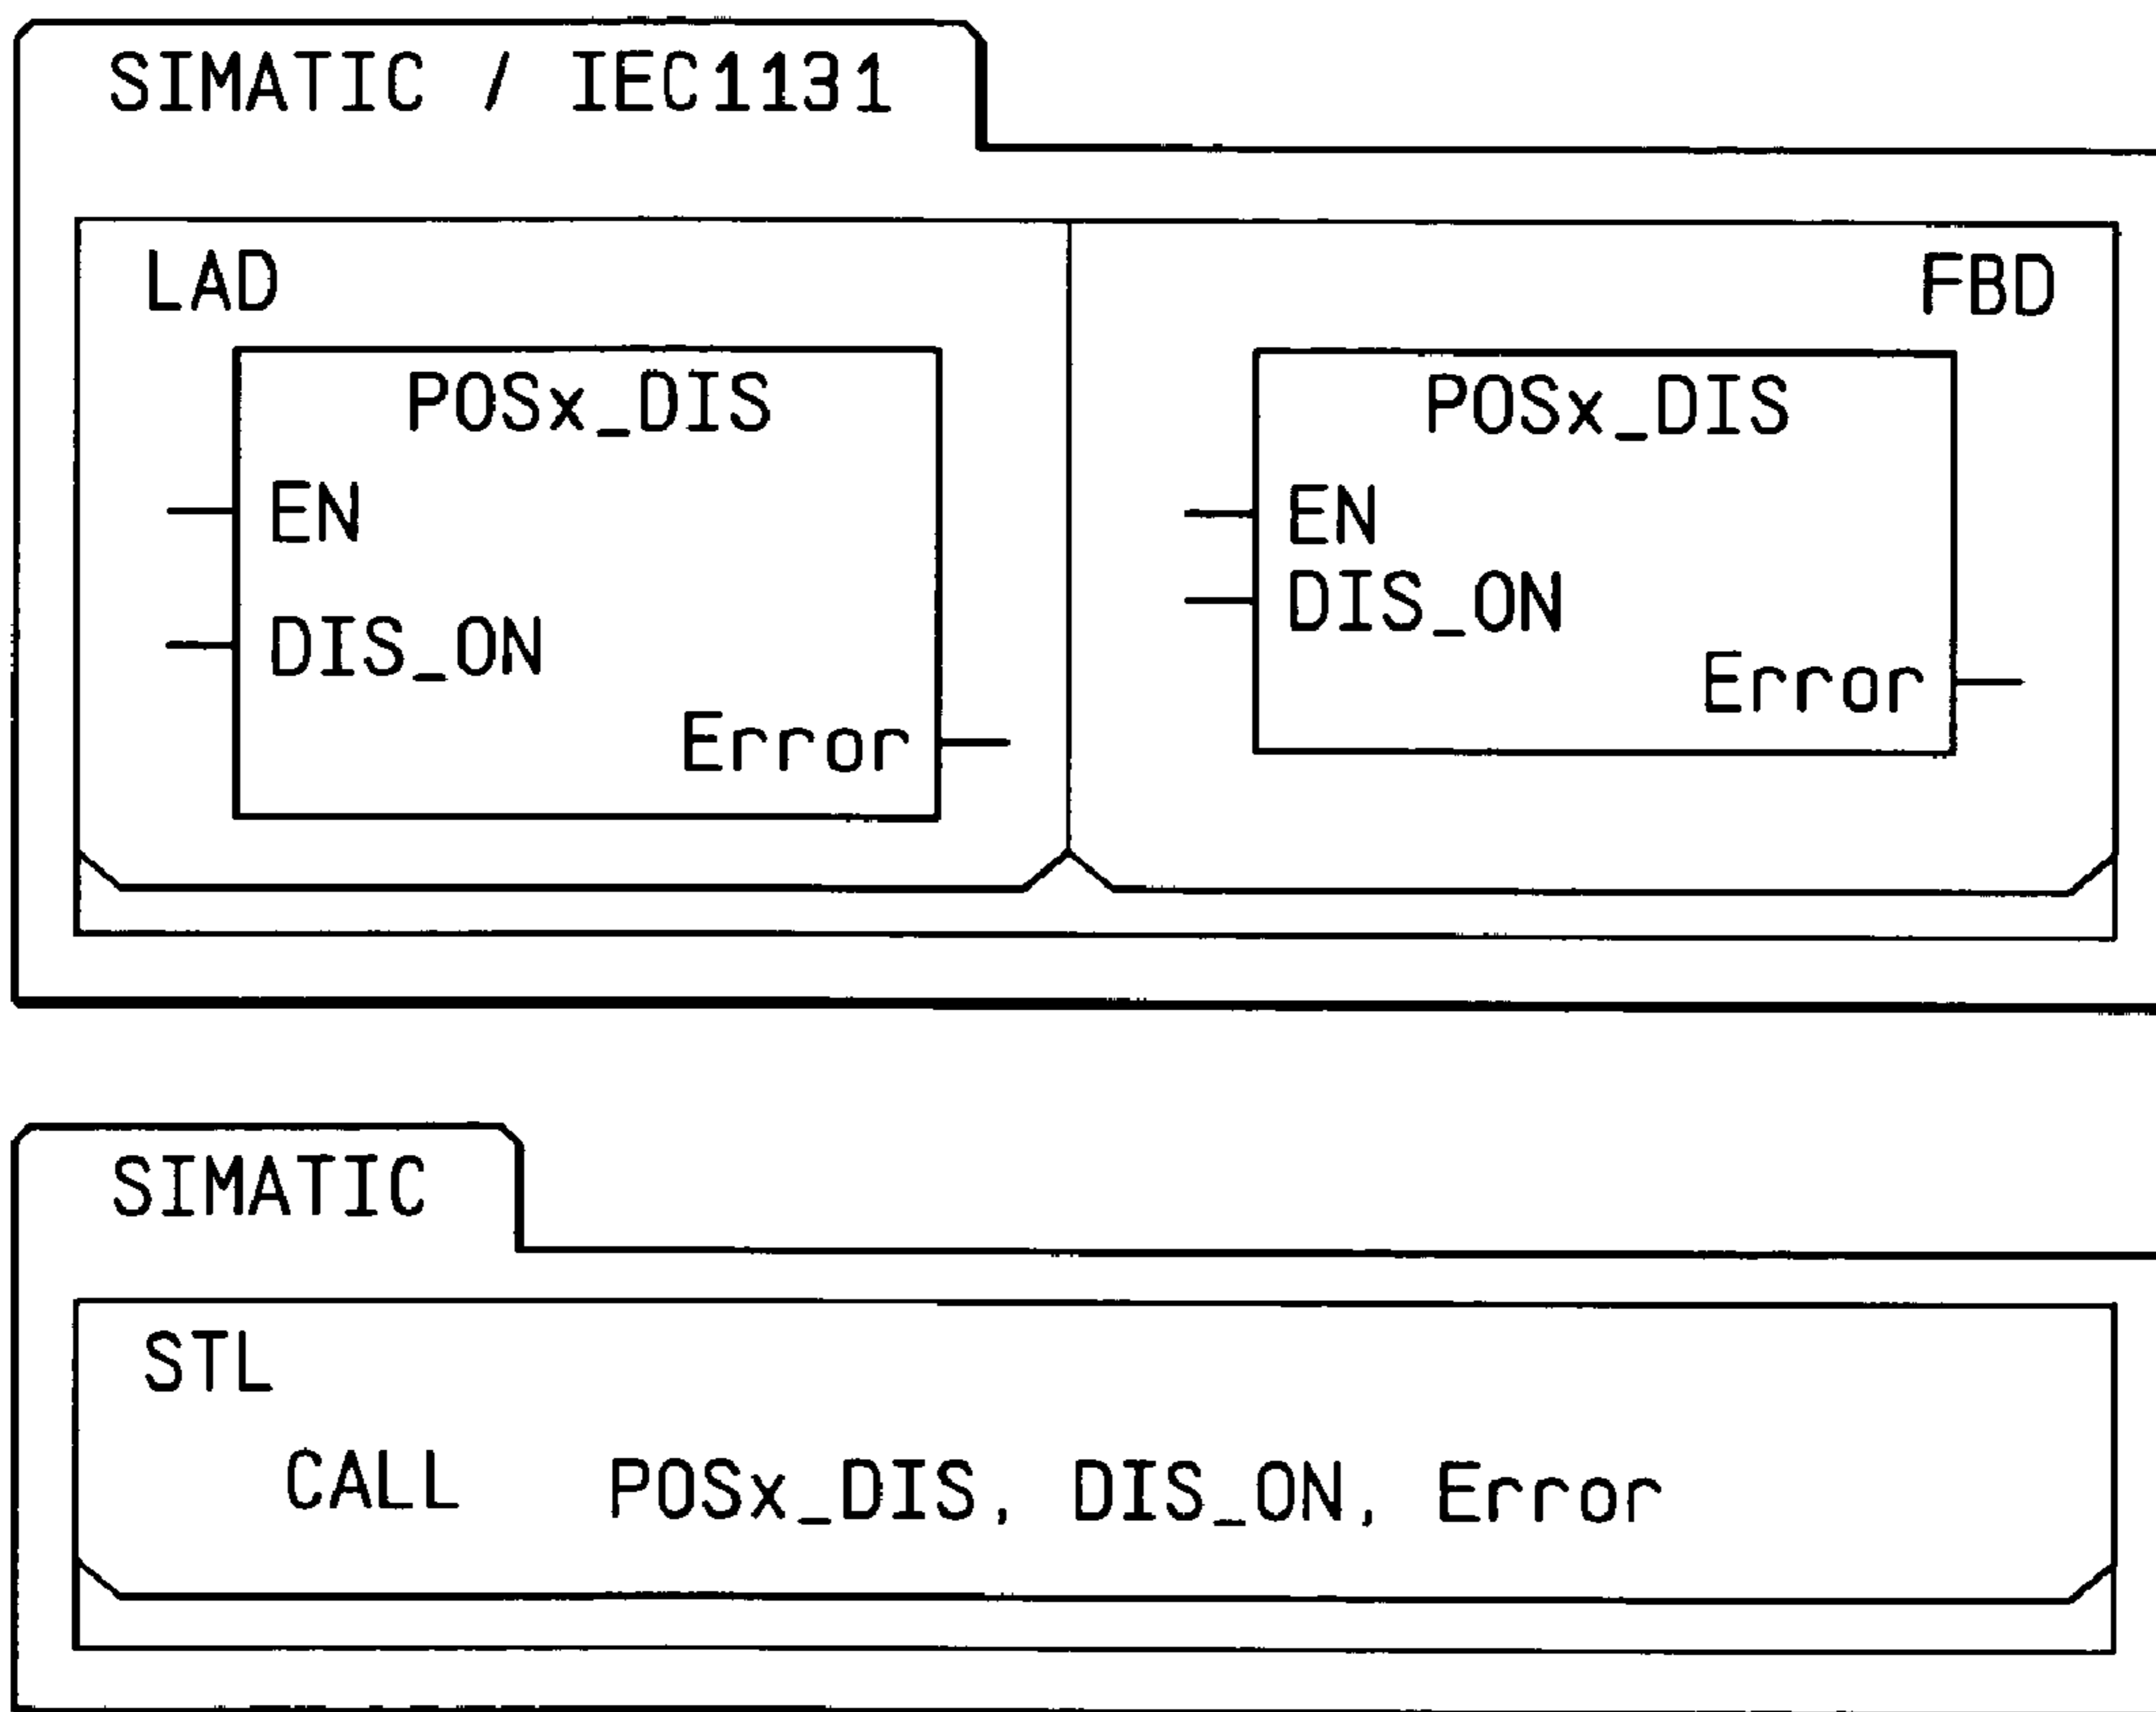 SIMATIC / IEC1131
LAD
POSx_DIS
EN
DIS_ON
Error
FBD
POSx_DIS
EN
DIS_ON
Error
SIMATIC
STL
CALL POSx_DIS, DIS_ON, Error